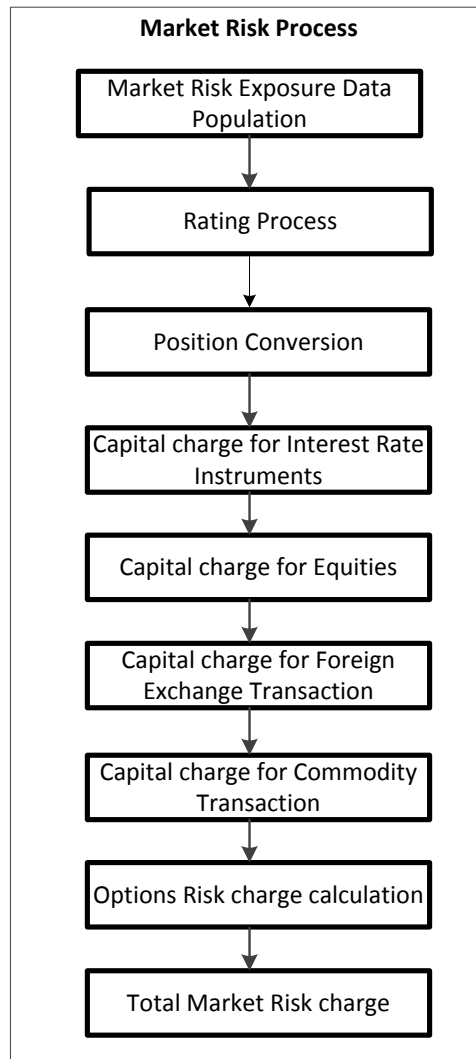 Market Risk Process
Market Risk Exposure Data
Population
Rating Process
Position Conversion
Capital charge for Interest Rate
Instruments
Capital charge for Equities
Capital charge for Foreign
Exchange Transaction
Capital charge for Commodity
Transaction
Options Risk charge calculation
Total Market Risk charge